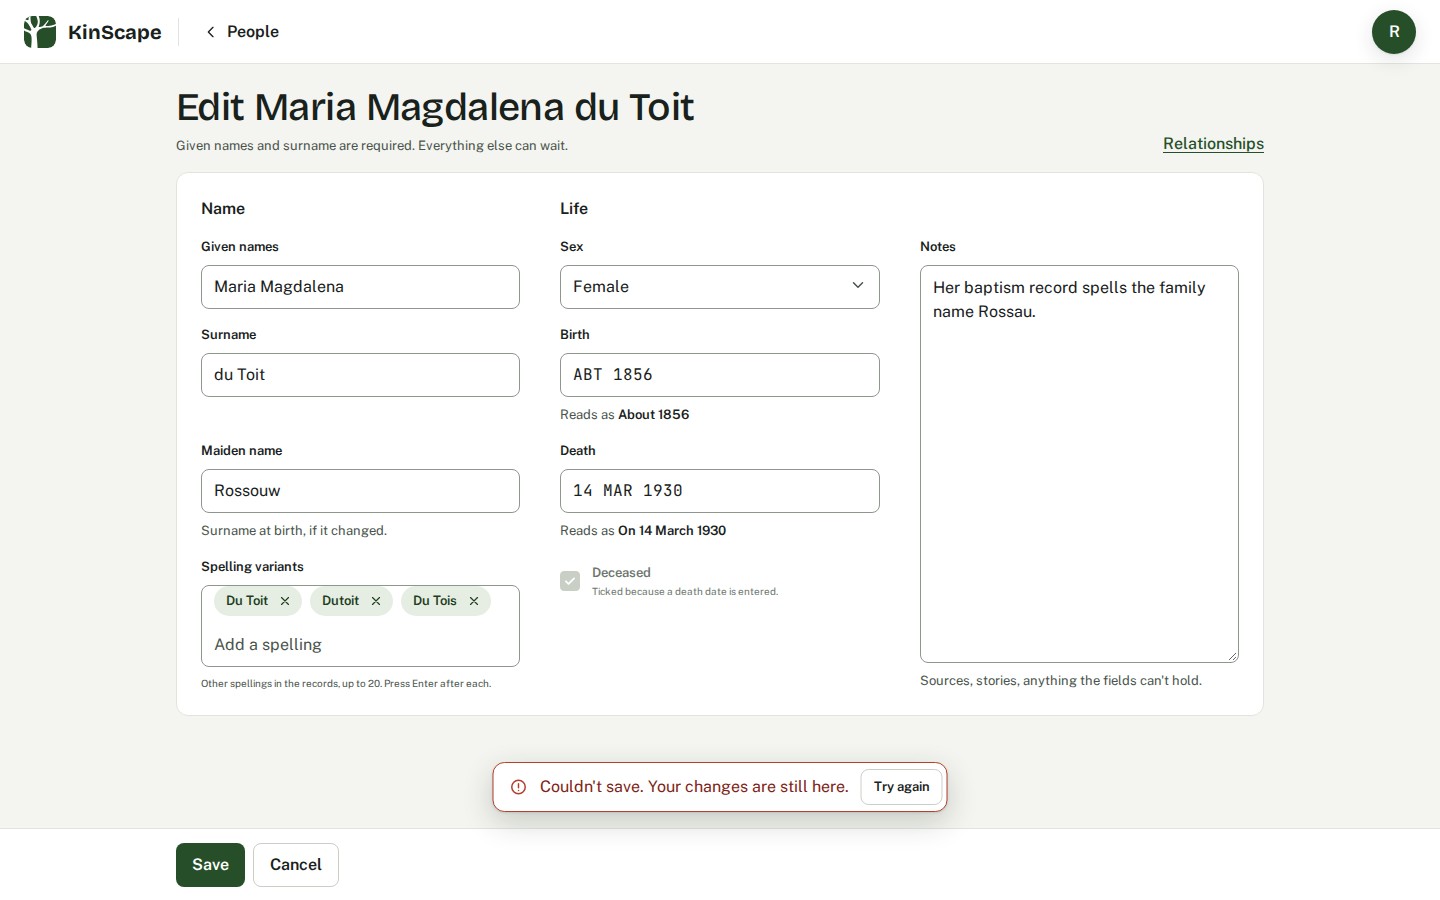 KinScape
People
R
Edit Maria Magdalena du Toit
Given names and surname are required. Everything else can wait.
Relationships
Name
Given names
Maria Magdalena
Surname
du Toit
Maiden name
Rossouw
Surname at birth, if it changed.
Spelling variants
Du Toit
Dutoit
Du Tois
Add a spelling
Other spellings in the records, up to 20. Press Enter after each.
Life
Sex
Female
Birth
ABT 1856
Reads as About 1856
Death
14 MAR 1930
Reads as On 14 March 1930
Deceased
Ticked because a death date is entered.
Notes
Her baptism record spells the family
name Rossau.
Sources, stories, anything the fields can't hold.
Couldn't save. Your changes are still here.
Try again
Save
Cancel